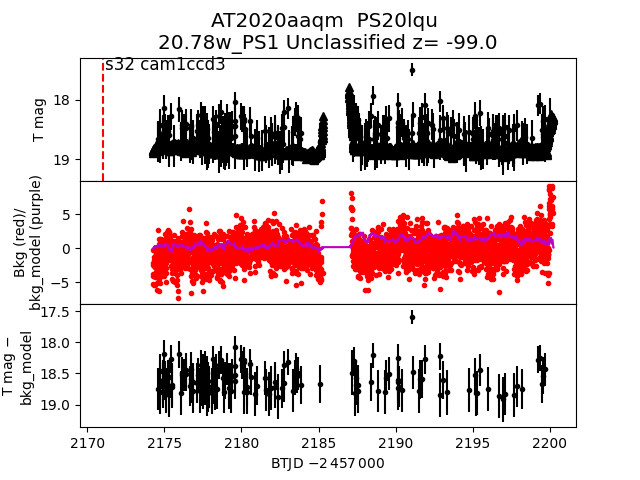 AT2020aaqm  PS20lqu
20.78w_PS1 Unclassified z= -99.0
s32 cam1ccd3
T mag
18
19
Bkg (red)/
bkg_model (purple)
5
0
−5
T mag −
bkg_model
17.5
18.0
18.5
19.0
2170 2175 2180 2185 2190 2195 2200
BTJD −2 457 000